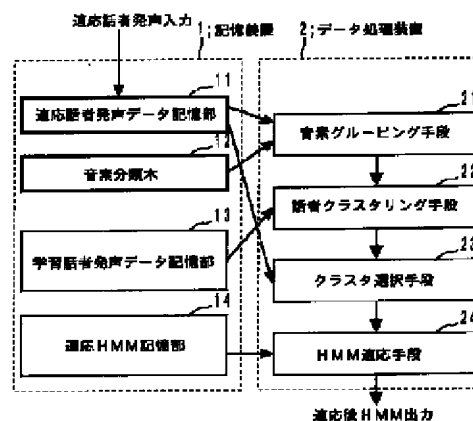 適応話者発声入力
1;記憶装置
2;データ処理装置
11
適応話者発声データ記憶部
12
音素分類木
13
学習話者発声データ記憶部
14
適応HMM記憶部
21
音素グルーピング手段
22
話者クラスタリング手段
23
クラスタ選択手段
24
HMM適応手段
適応後HMM出力